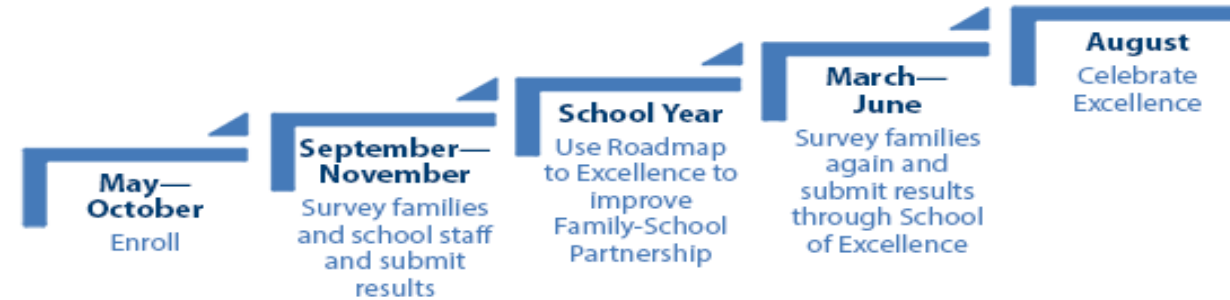 May—
October
Enroll
September—
November
Survey families
and school staff
and submit
results
School Year
Use Roadmap
to Excellence to
improve
Family-School
Partnership
March—
June
Survey families
again and
submit results
through School
of Excellence
August
Celebrate
Excellence